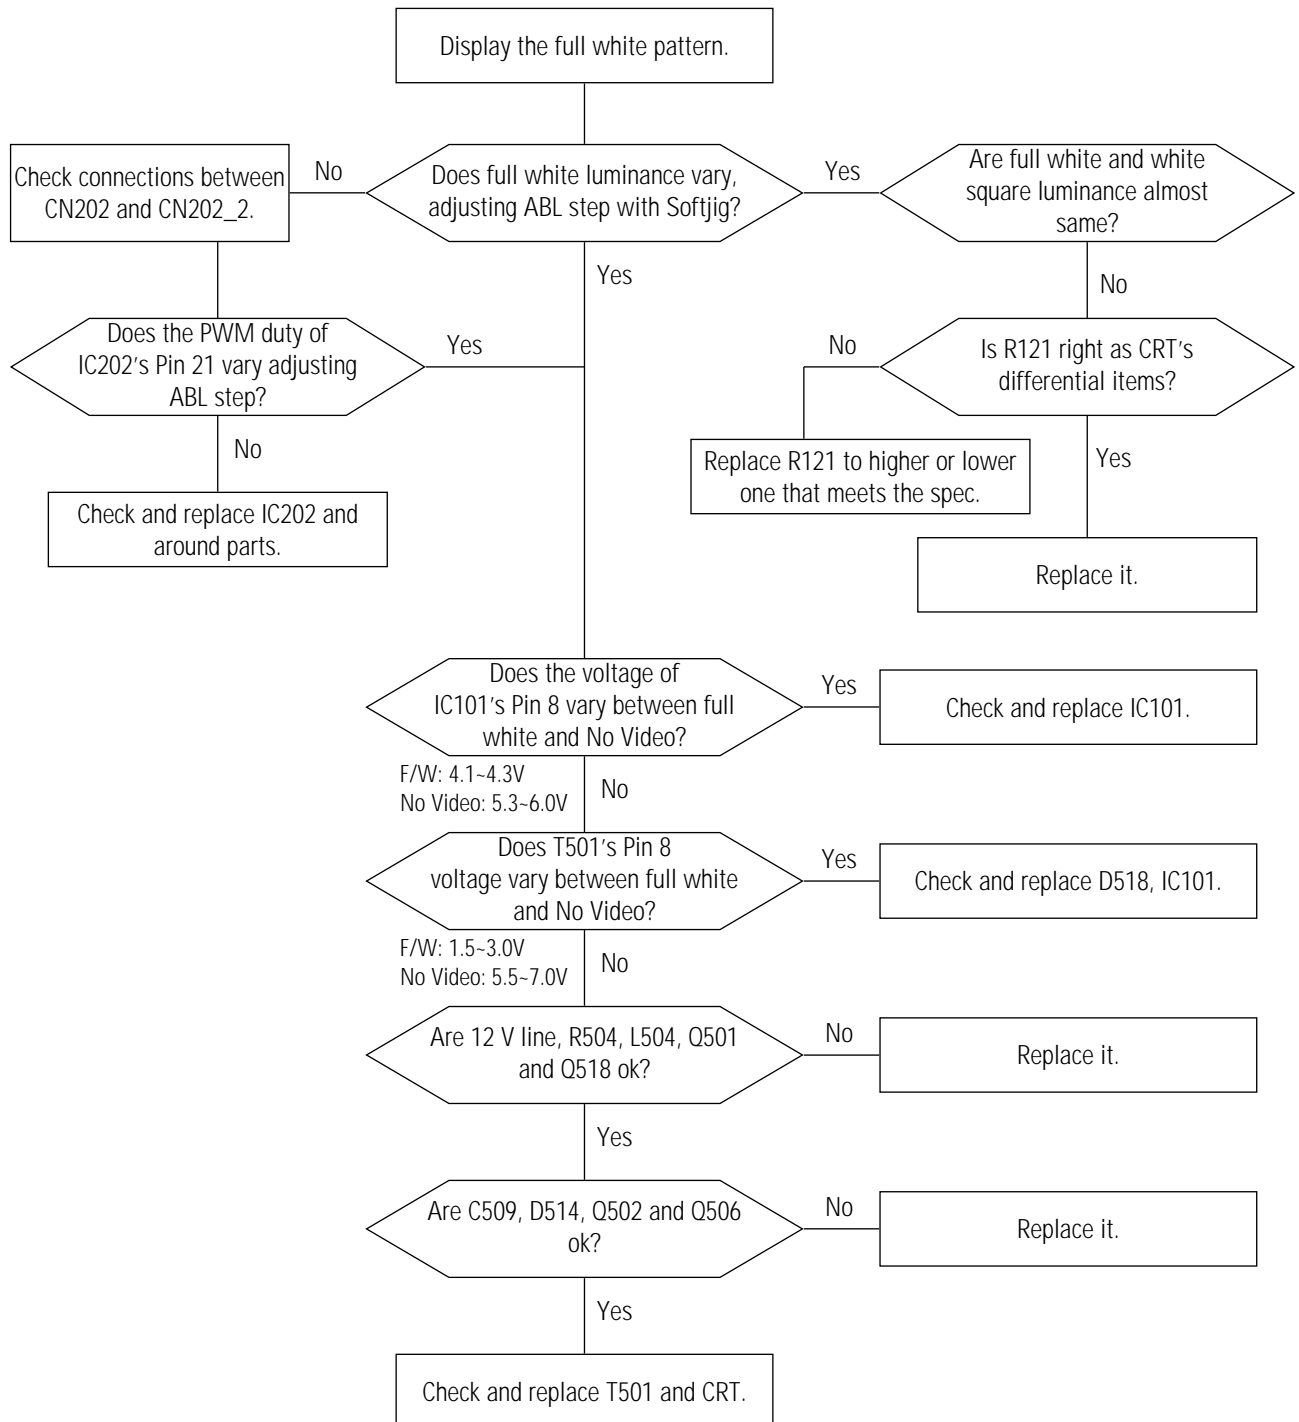 Display the full white pattern.
Check connections between
CN202 and CN202_2.
No
Does full white luminance vary,
adjusting ABL step with Softjig?
Yes
Are full white and white
square luminance almost
same?
Yes
No
Does the PWM duty of
IC202's Pin 21 vary adjusting
ABL step?
Yes
No
Is R121 right as CRT's
differential items?
No
Check and replace IC202 and
around parts.
Replace R121 to higher or lower
one that meets the spec.
Yes
Replace it.
Does the voltage of
IC101's Pin 8 vary between full
white and No Video?
Yes
Check and replace IC101.
F/W: 4.1~4.3V
No Video: 5.3~6.0V
No
Does T501's Pin 8
voltage vary between full white
and No Video?
Yes
Check and replace D518, IC101.
F/W: 1.5~3.0V
No Video: 5.5~7.0V
No
Are 12 V line, R504, L504, Q501
and Q518 ok?
No
Replace it.
Yes
Are C509, D514, Q502 and Q506
ok?
No
Replace it.
Yes
Check and replace T501 and CRT.